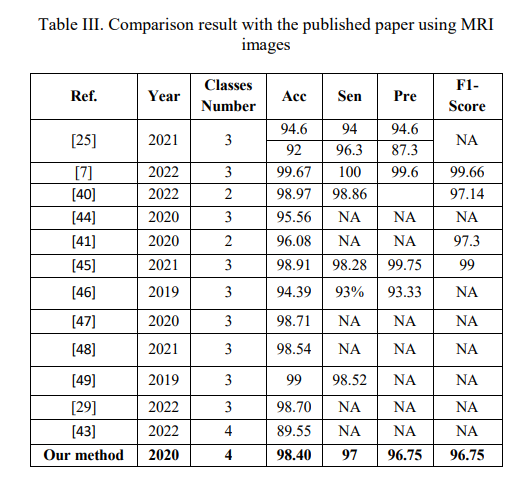 Table III. Comparison result with the published paper using MRI
images
Ref. Year Classes Number Acc Sen Pre F1-Score
[25] 2021 3 94.6 94 94.6 NA
92 96.3 87.3
[7] 2022 3 99.67 100 99.6 99.66
[40] 2022 2 98.97 98.86 97.14
[44] 2020 3 95.56 NA NA NA
[41] 2020 2 96.08 NA NA 97.3
[45] 2021 3 98.91 98.28 99.75 99
[46] 2019 3 94.39 93% 93.33 NA
[47] 2020 3 98.71 NA NA NA
[48] 2021 3 98.54 NA NA NA
[49] 2019 3 99 98.52 NA NA
[29] 2022 3 98.70 NA NA NA
[43] 2022 4 89.55 NA NA NA
Our method 2020 4 98.40 97 96.75 96.75